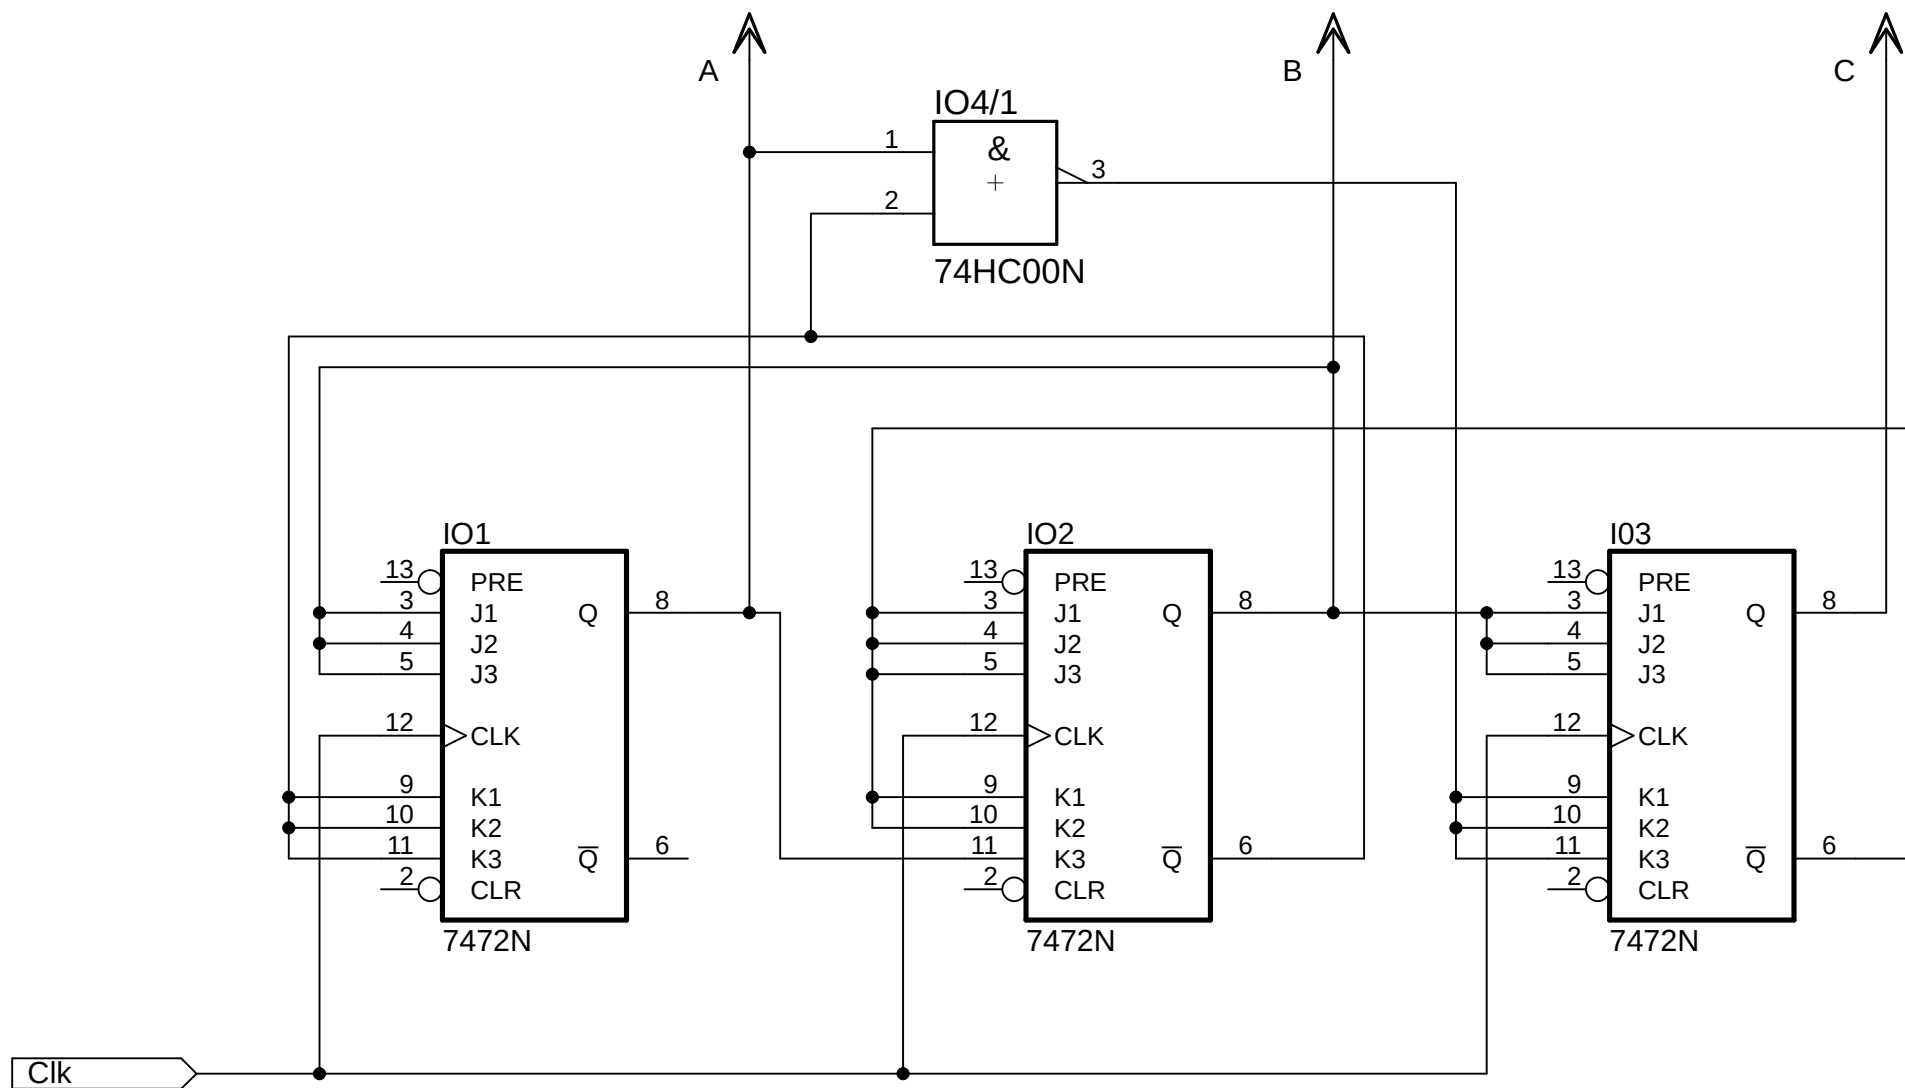 A
B
C
IO4/1
1
&
3
2
74HC00N
IO1
13
PRE
3
J1
Q
8
4
J2
5
J3
12
CLK
9
K1
10
K2
11
K3
Q
6
2
CLR
7472N
IO2
13
PRE
3
J1
Q
8
4
J2
5
J3
12
CLK
9
K1
10
K2
11
K3
Q
6
2
CLR
7472N
I03
13
PRE
3
J1
Q
8
4
J2
5
J3
12
CLK
9
K1
10
K2
11
K3
Q
6
2
CLR
7472N
Clk